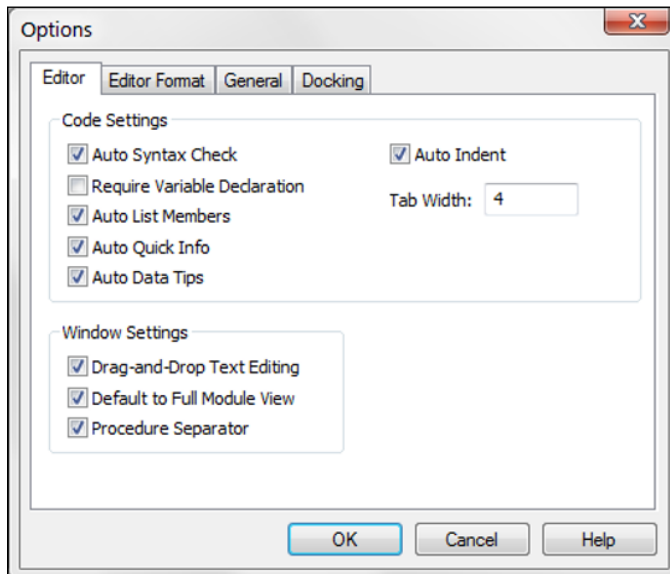 Options
Editor
Editor Format
General
Docking
Code Settings
Auto Syntax Check
Auto Indent
Require Variable Declaration
Tab Width: 4
Auto List Members
Auto Quick Info
Auto Data Tips
Window Settings
Drag-and-Drop Text Editing
Default to Full Module View
Procedure Separator
OK
Cancel
Help